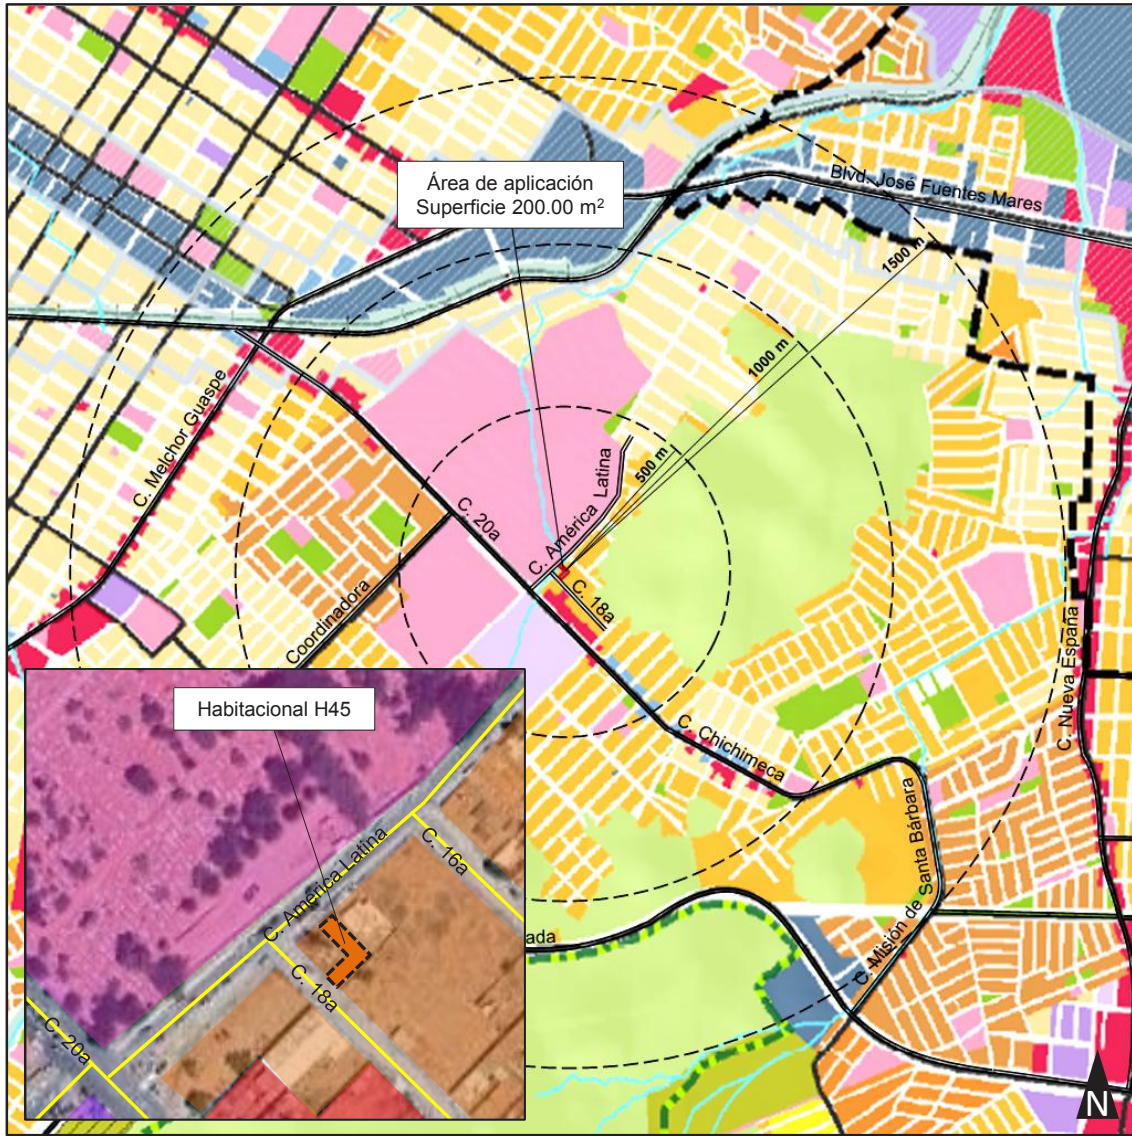 Área de aplicación
Superficie 200.00 m²
Blvd. José Fuentes Mares
1500 m
1000 m
500 m
C. Melchor Guaspe
C. 20a
C. América Latina
C. 18a
Coordinadora
C. Nueva España
C. Chichimeca
C. Misión de Santa Bárbara
ada
Habitacional H45
C. América Latina
C. 16a
C. 18a
C. 20a
N